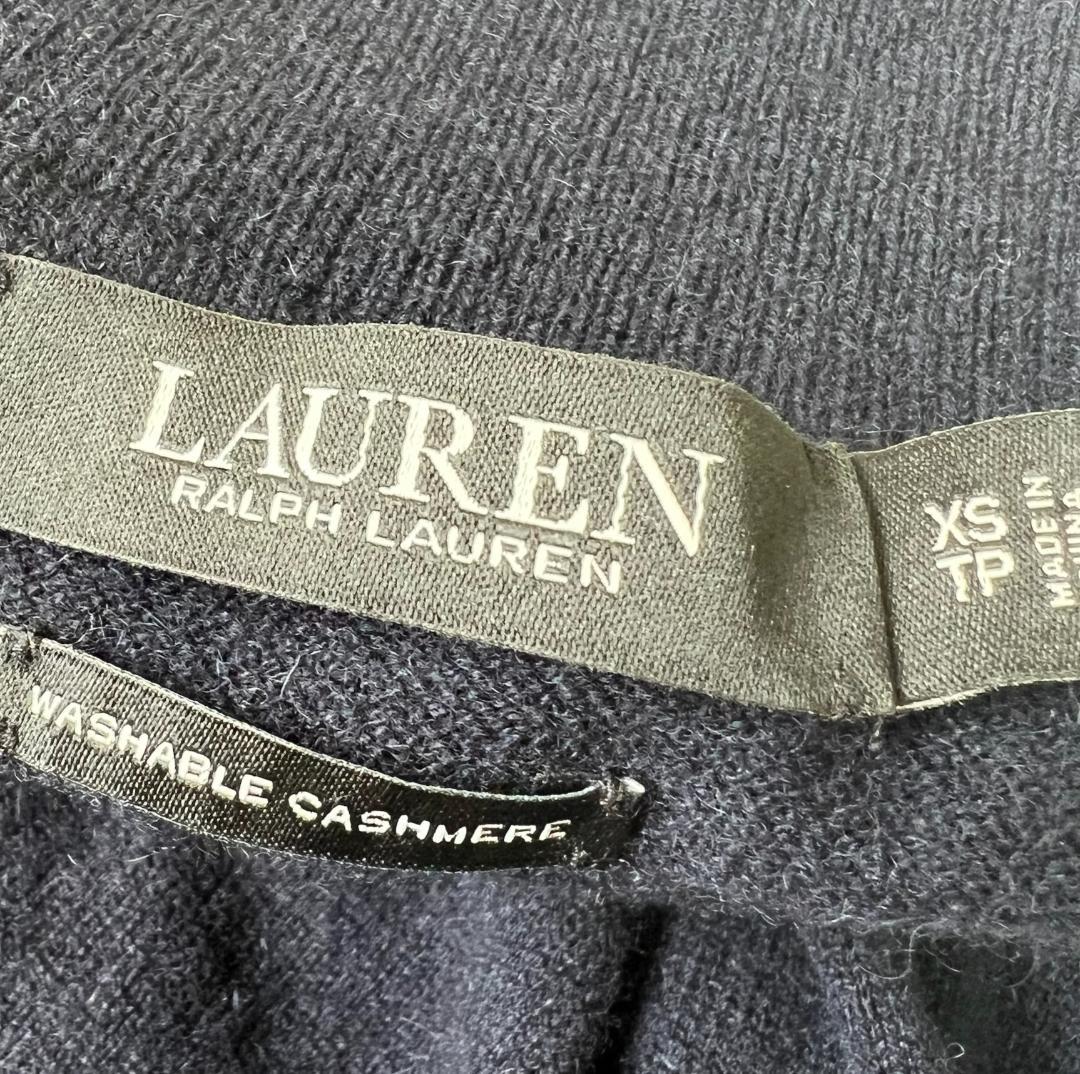 LAUREN
RALPH LAUREN
XS
TP
MADE IN
WASHABLE CASHMERE